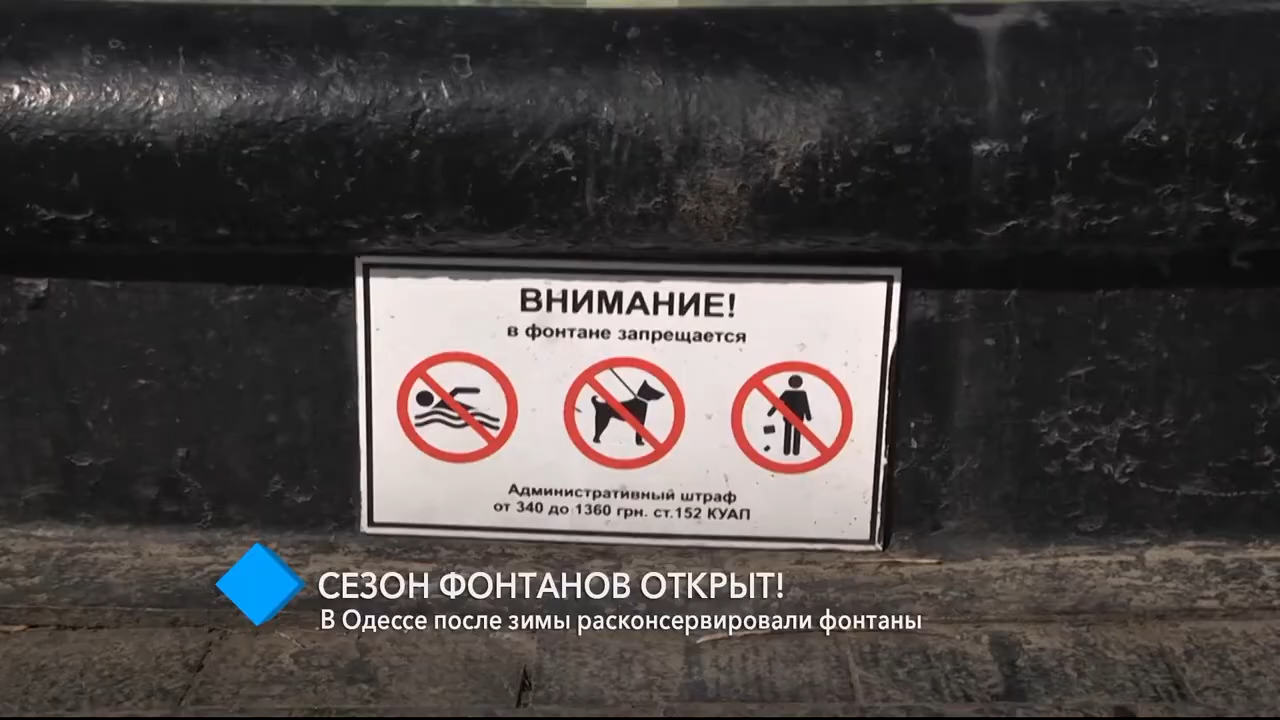 ВНИМАНИЕ!
в фонтане запрещается
Административный штраф
от 340 до 1360 грн. ст.152 КУАП
СЕЗОН ФОНТАНОВ ОТКРЫТ!
В Одессе после зимы расконсервировали фонтаны